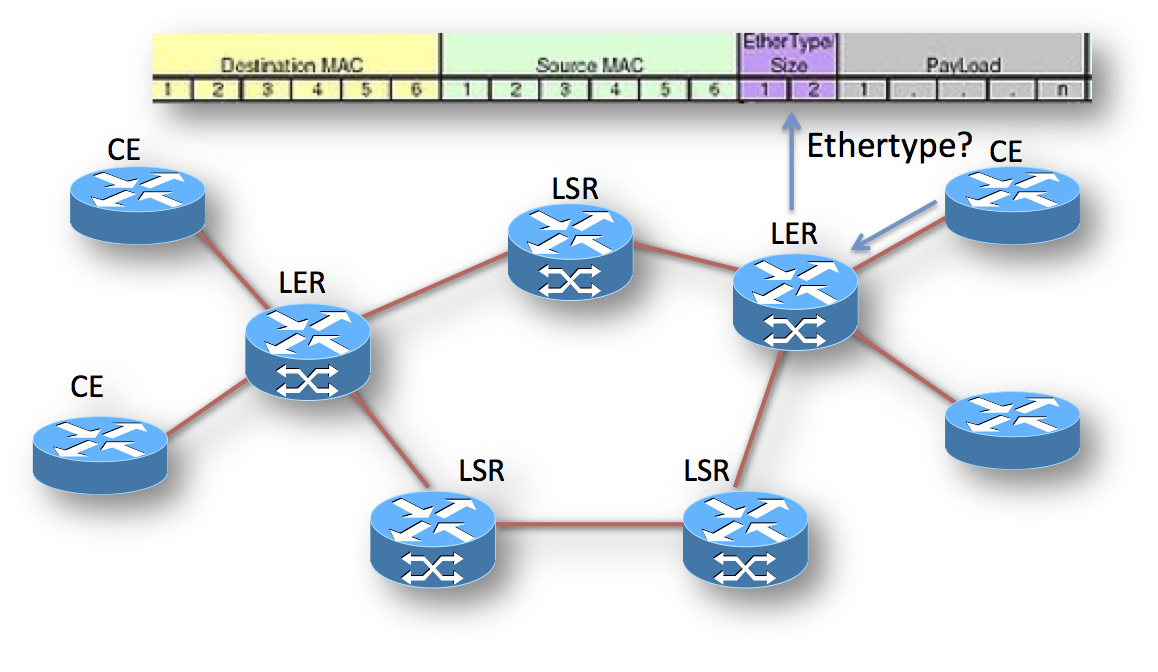 EtherType/
Destination MAC Source MAC Size PayLoad
1 2 3 4 5 6 1 2 3 4 5 6 1 2 1 . . . n
Ethertype?
CE
CE
LSR
LER
LER
CE
LSR
LSR